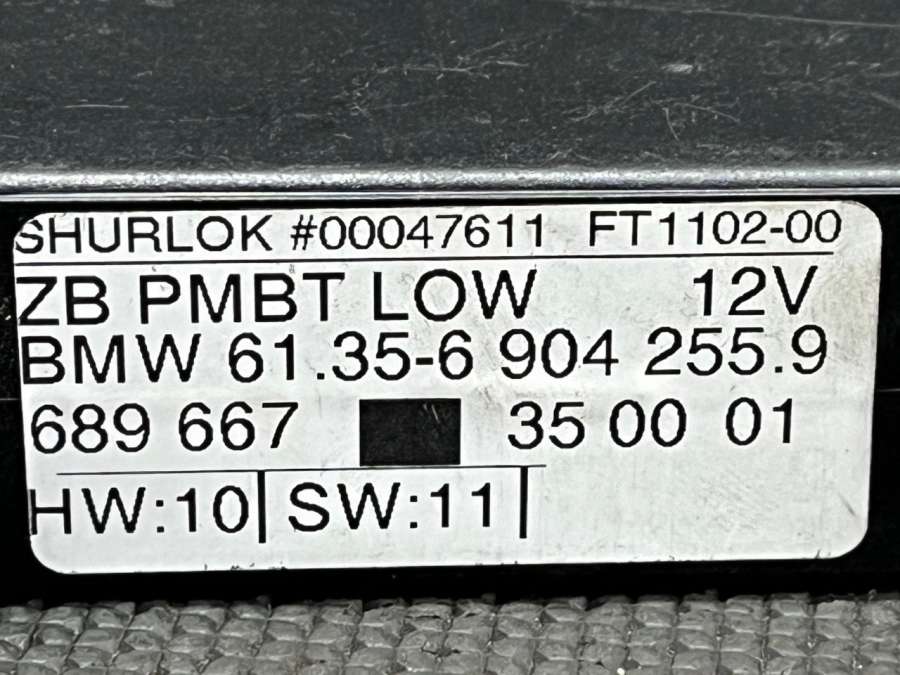 SHURLOK #00047611 FT1102-00
ZB PMBT LOW 12V
BMW 61.35-6 904 255.9
689 667 35 00 01
HW:10 SW:11